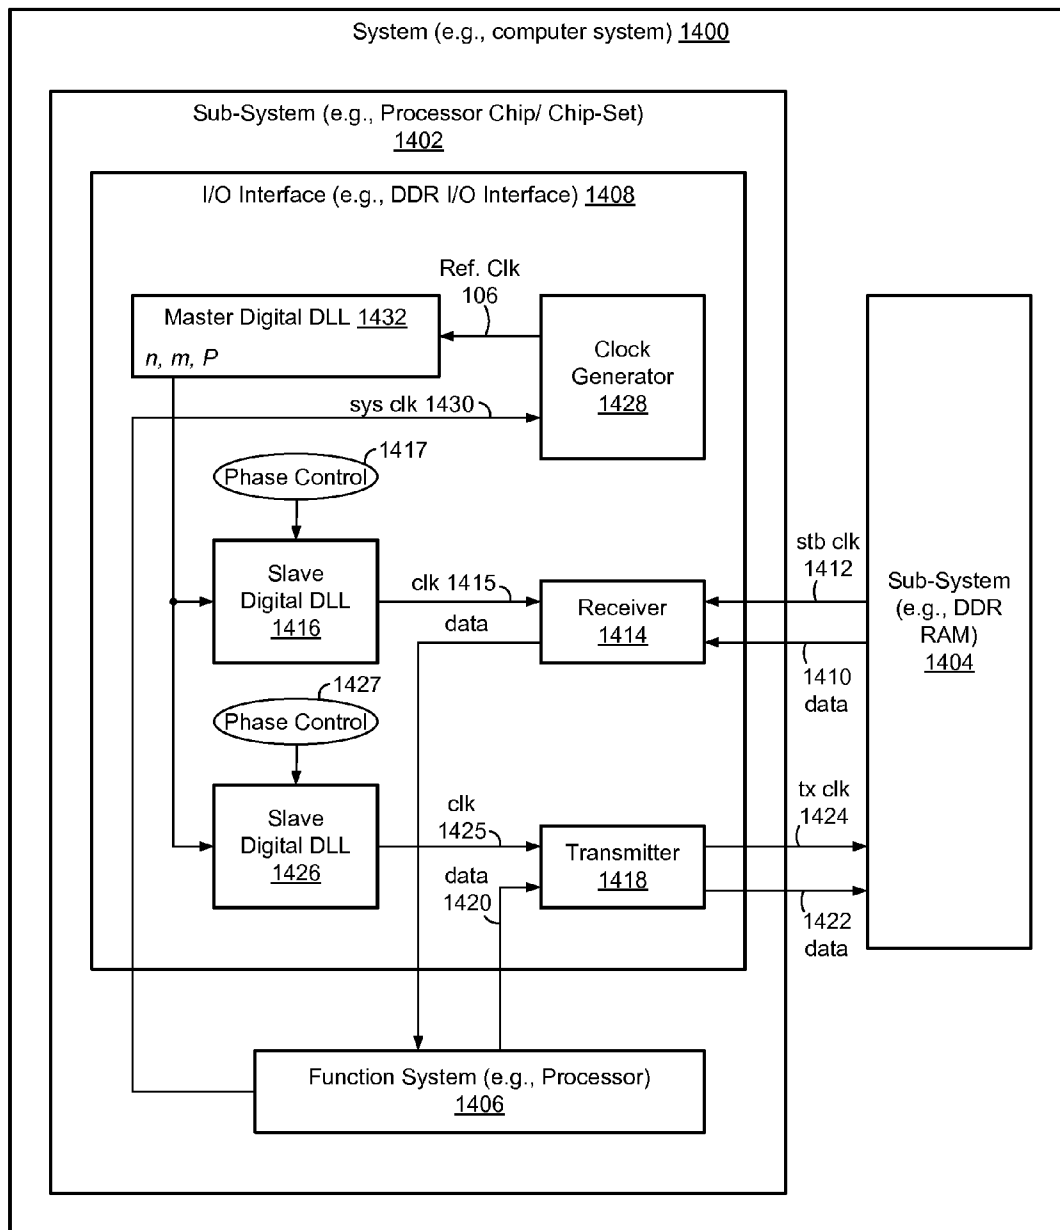 System (e.g., computer system) 1400
Sub-System (e.g., Processor Chip/ Chip-Set)
1402
I/O Interface (e.g., DDR I/O Interface) 1408
Ref. Clk
106
Master Digital DLL 1432
n, m, P
Clock
Generator
1428
sys clk 1430
1417
Phase Control
Slave
Digital DLL
1416
clk 1415
data
Receiver
1414
stb clk
1412
1410
data
Sub-System
(e.g., DDR
RAM)
1404
1427
Phase Control
Slave
Digital DLL
1426
clk
1425
data
1420
Transmitter
1418
tx clk
1424
1422
data
Function System (e.g., Processor)
1406